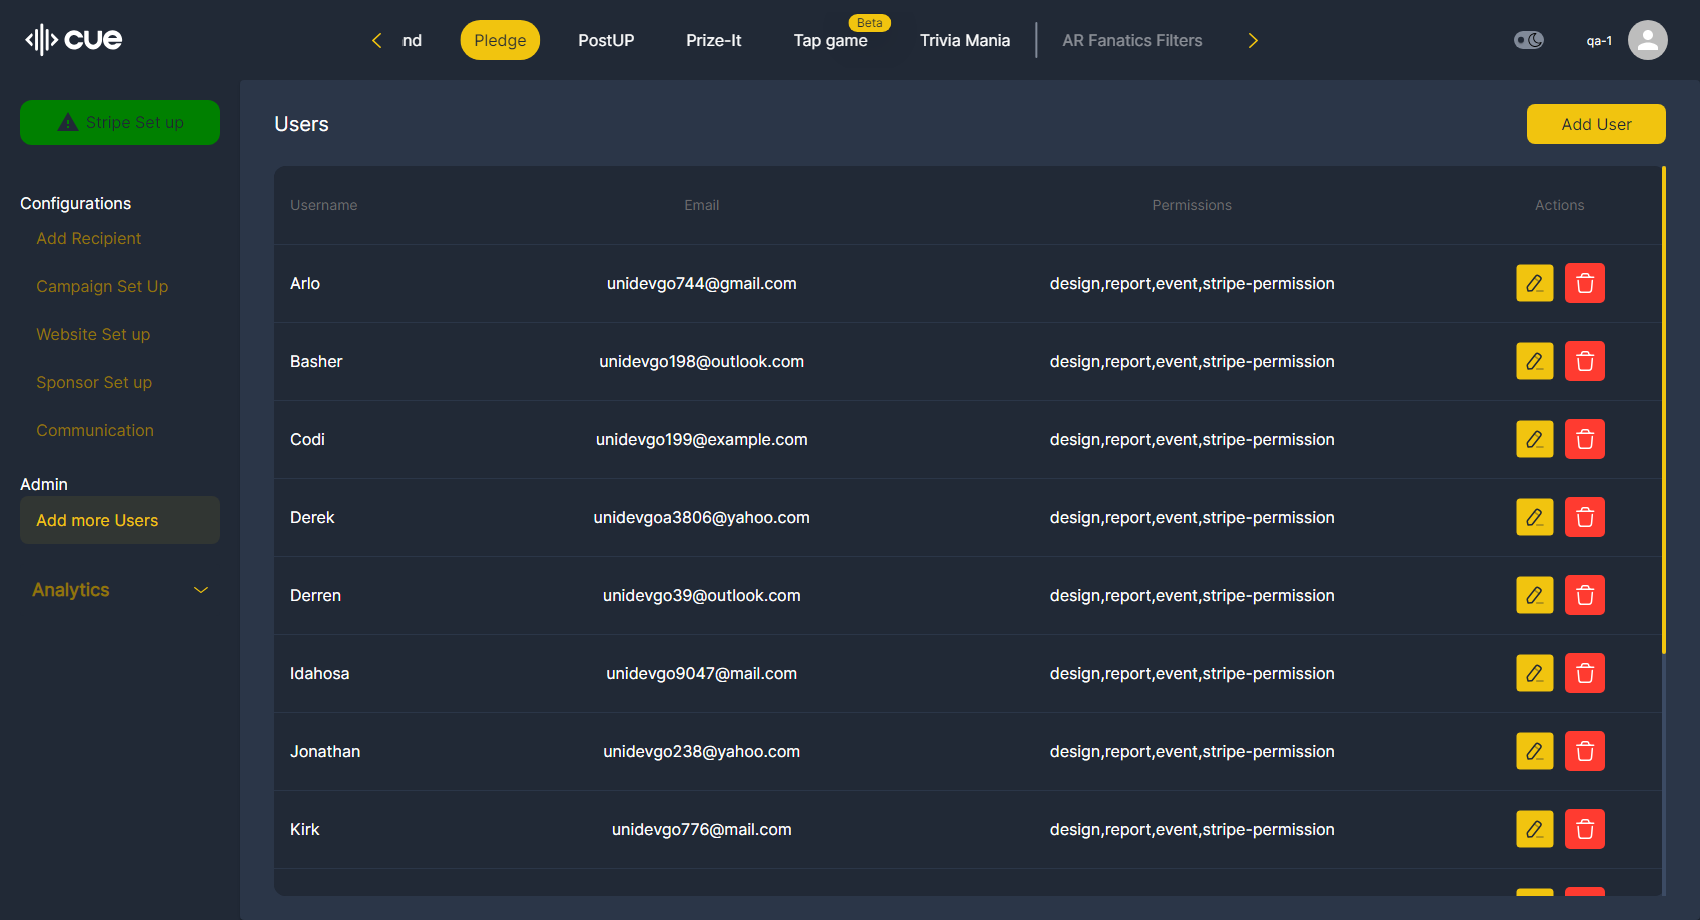 cue
nd
Pledge
PostUP
Prize-It
Tap game
Beta
Trivia Mania
AR Fanatics Filters
qa-1
Stripe Set up
Configurations
Add Recipient
Campaign Set Up
Website Set up
Sponsor Set up
Communication
Admin
Add more Users
Analytics
Users
Add User
Username Email Permissions Actions
Arlo unidevgo744@gmail.com design,report,event,stripe-permission
Basher unidevgo198@outlook.com design,report,event,stripe-permission
Codi unidevgo199@example.com design,report,event,stripe-permission
Derek unidevgoa3806@yahoo.com design,report,event,stripe-permission
Derren unidevgo39@outlook.com design,report,event,stripe-permission
Idahosa unidevgo9047@mail.com design,report,event,stripe-permission
Jonathan unidevgo238@yahoo.com design,report,event,stripe-permission
Kirk unidevgo776@mail.com design,report,event,stripe-permission